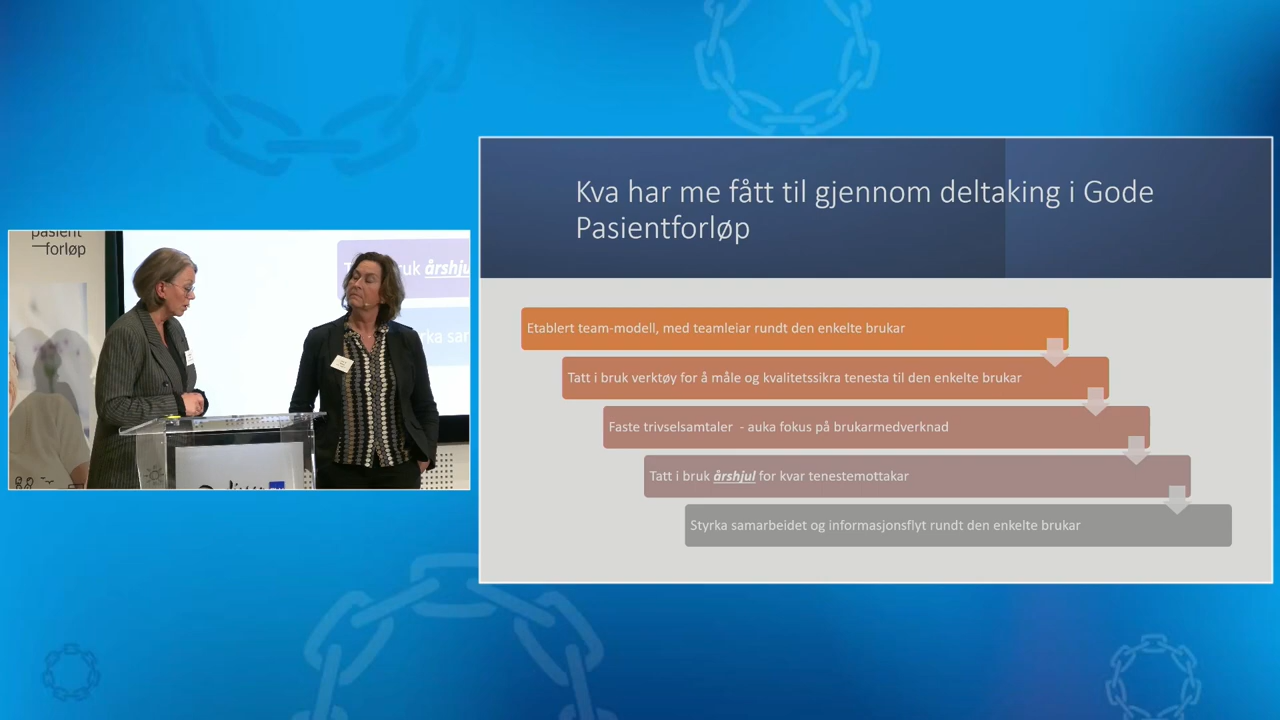 Kva har me fått til gjennom deltaking i Gode
Pasientforløp
Etablert team-modell, med teamleiar rundt den enkelte brukar
Tatt i bruk verktøy for å måle og kvalitetssikra tenesta til den enkelte brukar
Faste trivselsamtaler - auka fokus på brukarmedverknad
Tatt i bruk årshjul for kvar tenestemottakar
Styrka samarbeidet og informasjonsflyt rundt den enkelte brukar
pasient
forløp